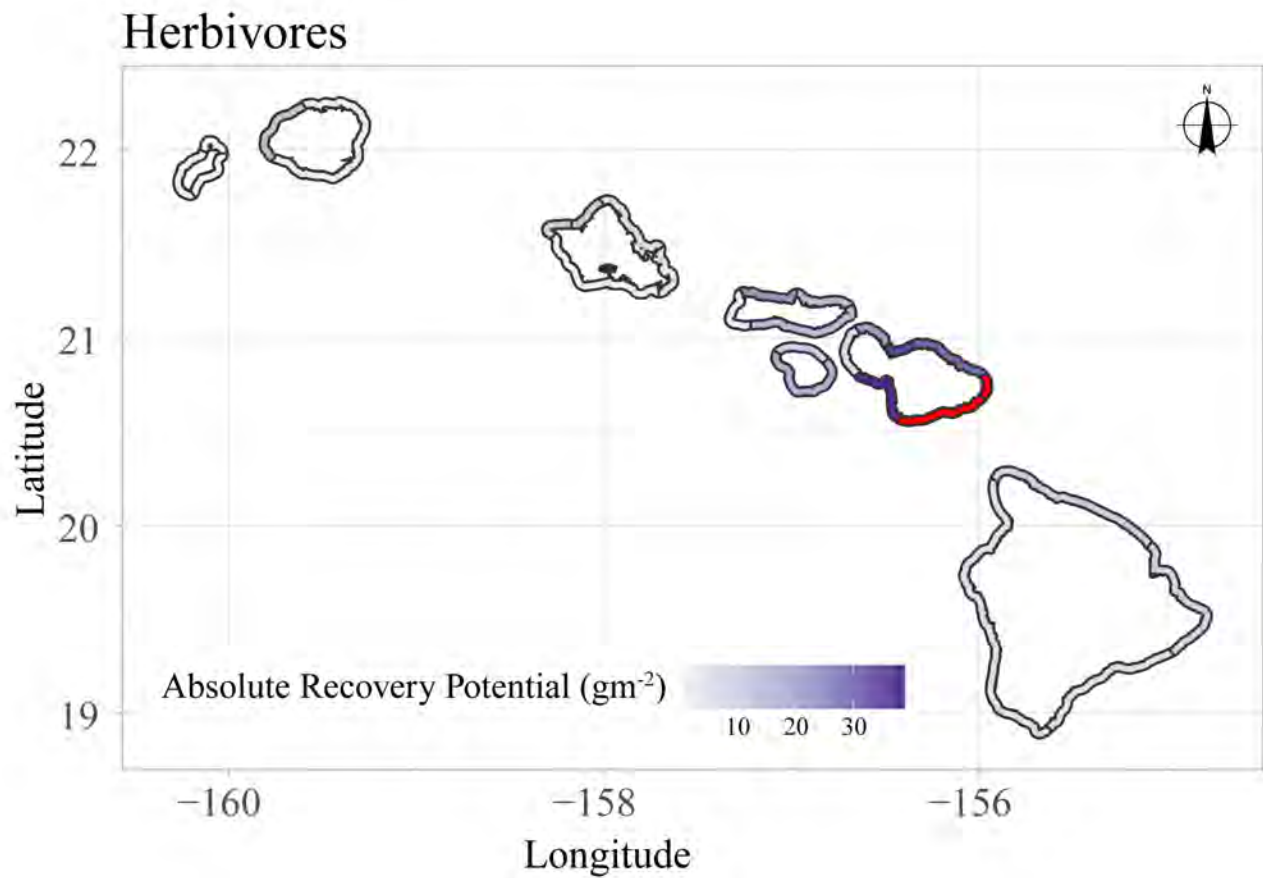 Herbivores
N
22
21
20
19
Latitude
Absolute Recovery Potential (gm⁻²)
10 20 30
−160 −158 −156
Longitude